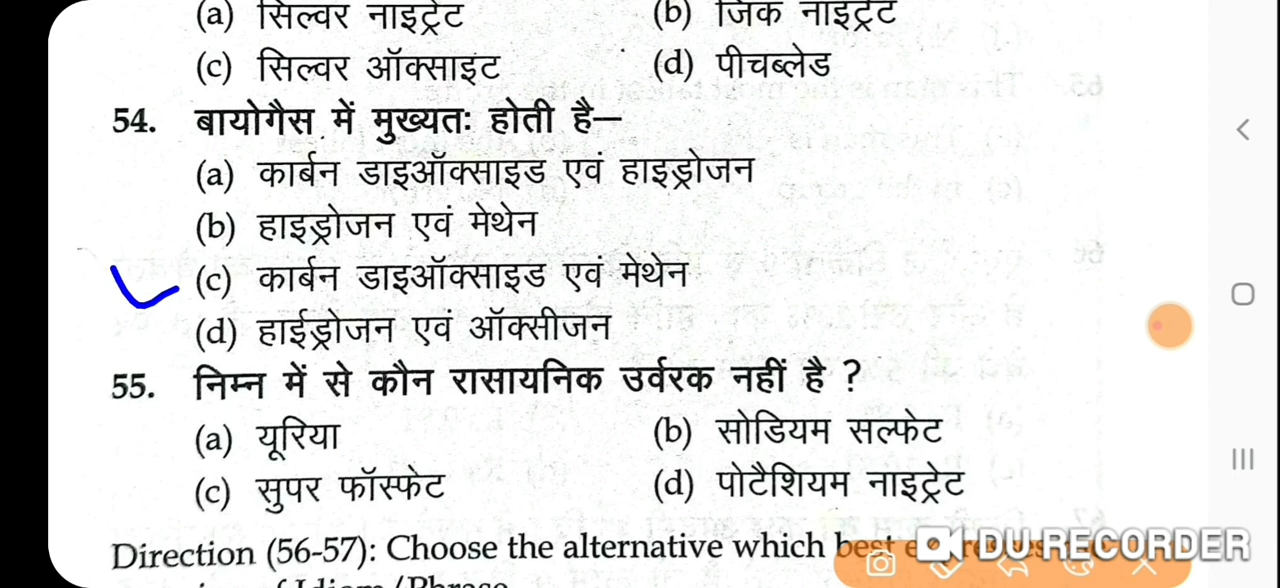 (a) सिल्वर नाइट्रेट (b) जिंक नाइट्रेट
(c) सिल्वर ऑक्साइट (d) पीचब्लेड
54. बायोगैस में मुख्यतः होती है—
(a) कार्बन डाइऑक्साइड एवं हाइड्रोजन
(b) हाइड्रोजन एवं मेथेन
(c) कार्बन डाइऑक्साइड एवं मेथेन
(d) हाईड्रोजन एवं ऑक्सीजन
55. निम्न में से कौन रासायनिक उर्वरक नहीं है ?
(a) यूरिया (b) सोडियम सल्फेट
(c) सुपर फॉस्फेट (d) पोटैशियम नाइट्रेट
Direction (56-57): Choose the alternative which best
DU RECORDER